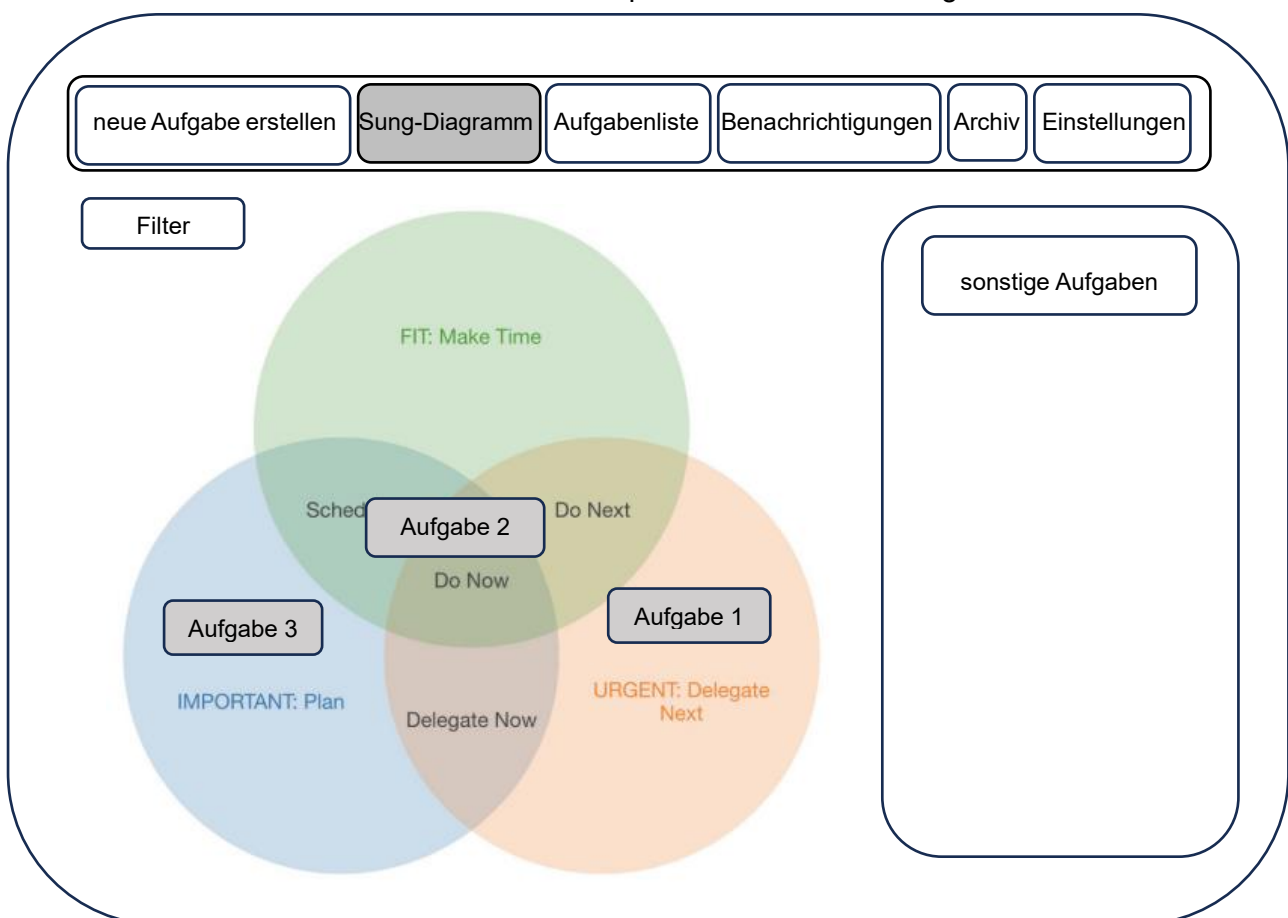 neue Aufgabe erstellen
Sung-Diagramm
Aufgabenliste
Benachrichtigungen
Archiv
Einstellungen
Filter
sonstige Aufgaben
FIT: Make Time
Sched
Aufgabe 2
Do Next
Do Now
Aufgabe 3
Aufgabe 1
IMPORTANT: Plan
URGENT: Delegate
Next
Delegate Now